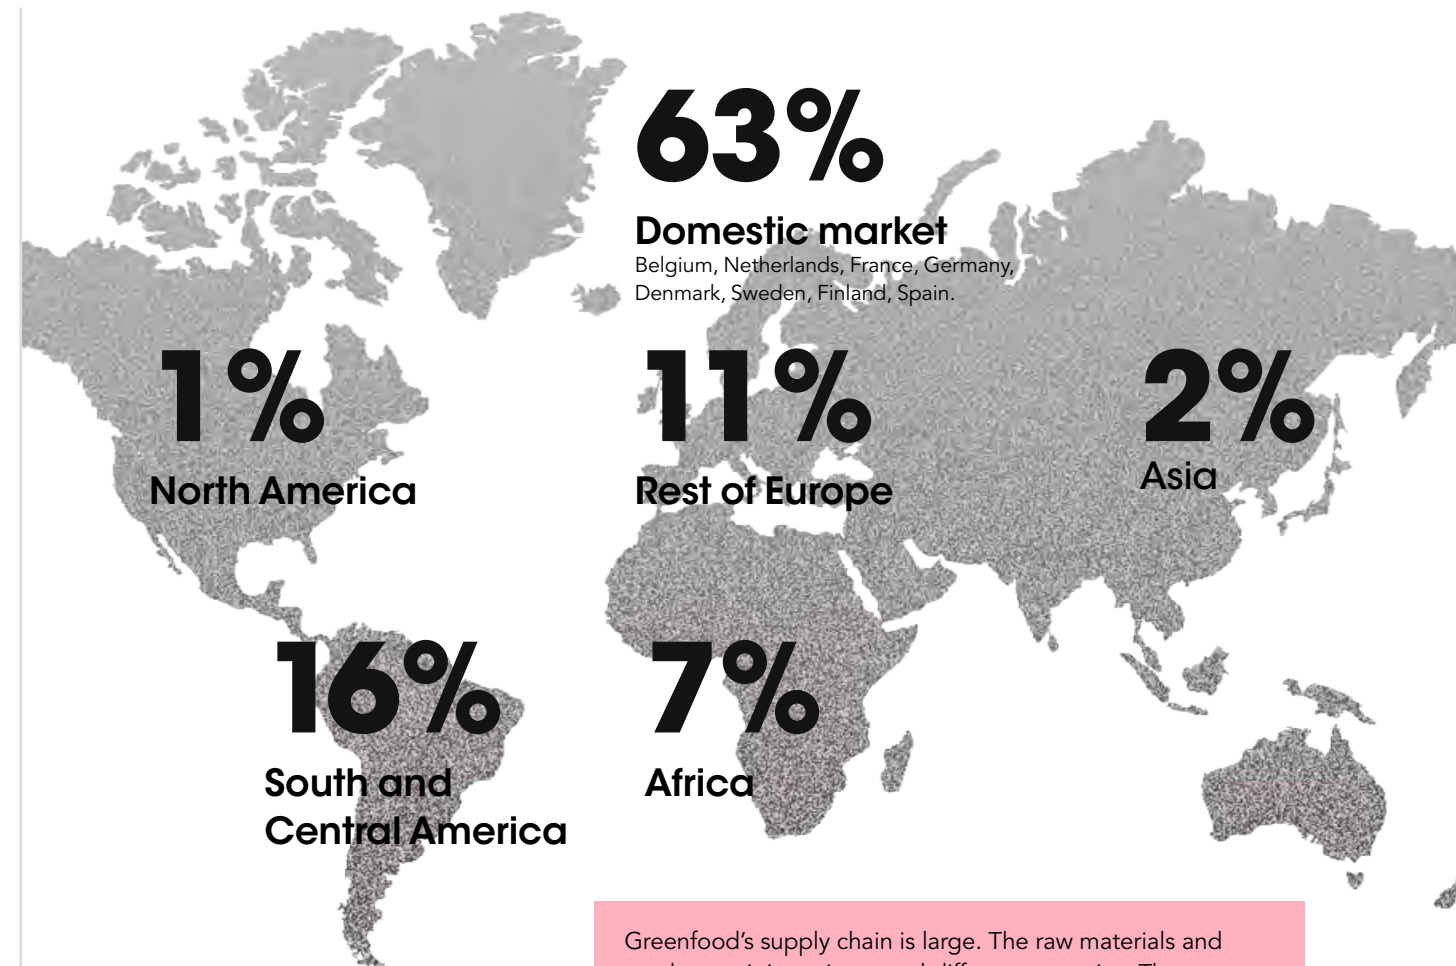 63%
Domestic market
Belgium, Netherlands, France, Germany,
Denmark, Sweden, Finland, Spain.
1%
North America
11%
Rest of Europe
2%
Asia
16%
South and
Central America
7%
Africa
Greenfood’s supply chain is large. The raw materials and